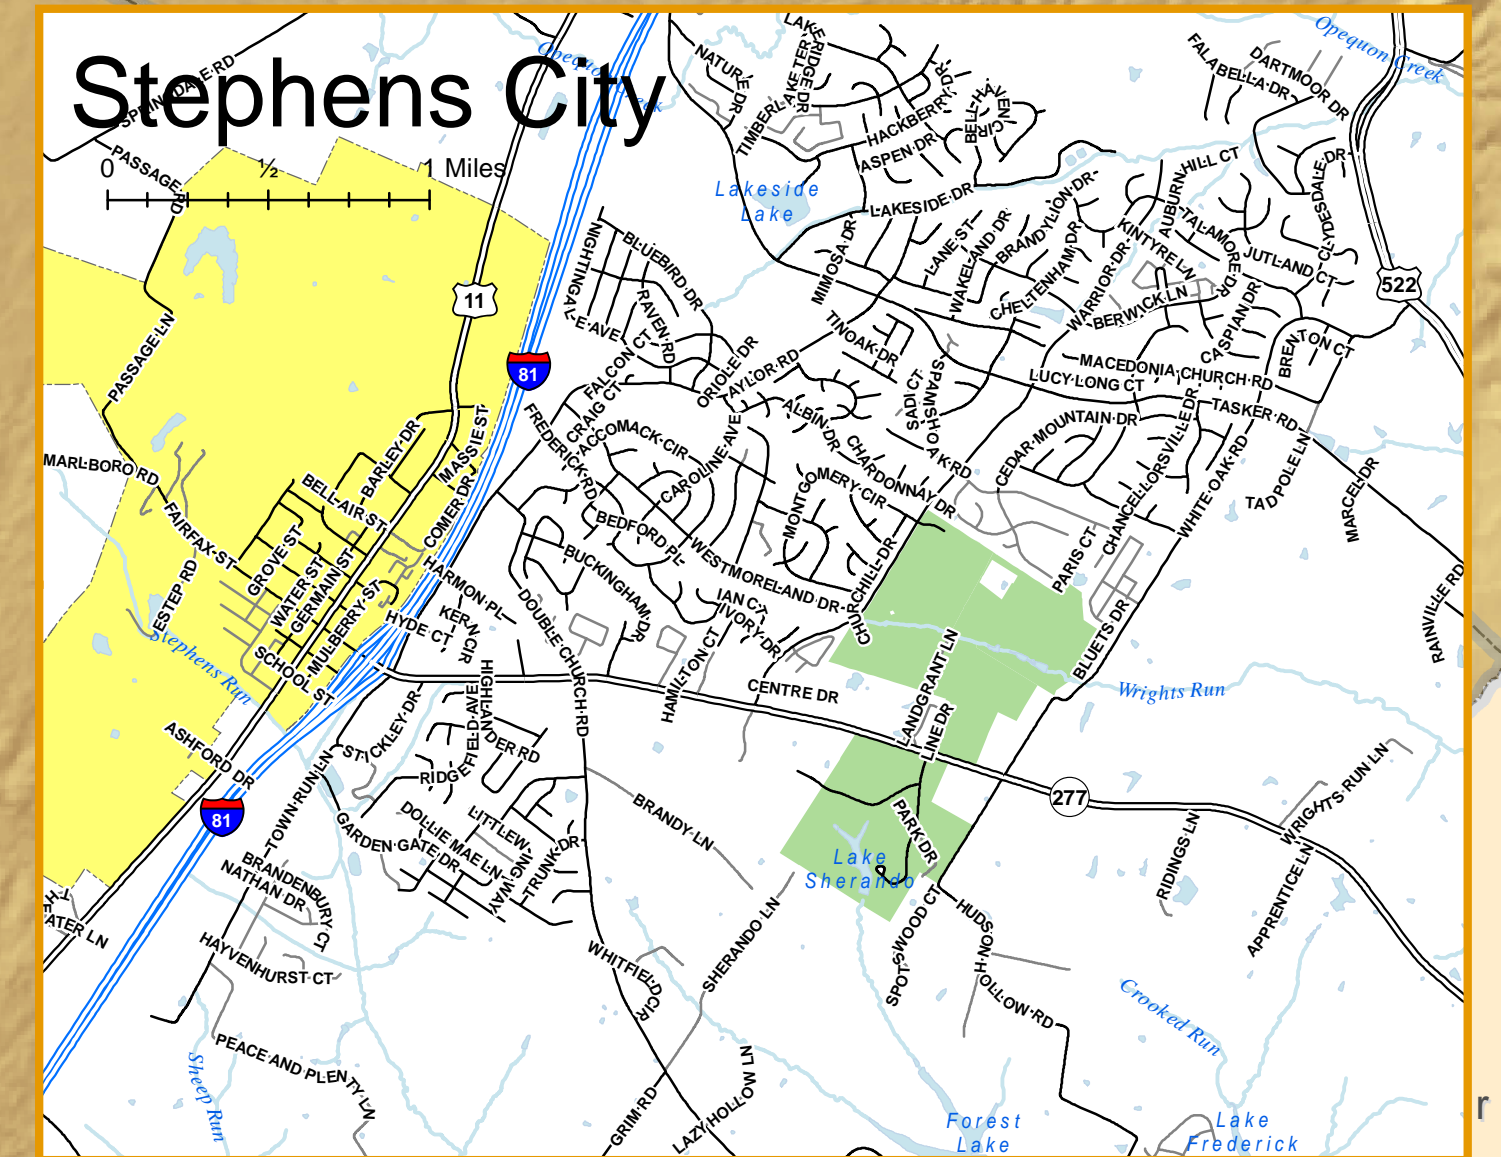 Stephens City
0 ½ 1 Miles
SPRINGDALE RD
PASSAGE RD
Opequon Creek
NATURE DR
LAKERIDGE DR
TIMBERLAKE TER
HACKBERRY DR
ASPEN DR
BELL HAVEN CIR
FALABELLA DR
DARTMOOR DR
Opequon Creek
Lakeside
Lake
LAKESIDE DR
AUBURN HILL CT
CLYDESDALE DR
NIGHTINGALE AVE
BLUEBIRD DR
RAVEN RD
MIMOSA DR
LANE ST
WAKELAND DR
BRANDYLION DR
CHELTENHAM DR
WARRIOR DR
KINTYRE LN
TALAMORE DR
JUTLAND CT
BERWICK LN
CASPIAN DR
BRENTON CT
522
11
81
PASSAGE LN
FALCON CT
CRAIG CT
ORIOLE DR
TAYLOR RD
TINOAK DR
SADI CT
SPANISH OAK RD
MACEDONIA CHURCH RD
LUCY LONG CT
TASKER RD
FREDERICK RD
ACCOMACK CIR
CAROLINE AVE
ALBIN DR
CHARDONNAY DR
MONTGOMERY CIR
CEDAR MOUNTAIN DR
CHANCELLORSVILLE DR
WHITE OAK RD
TADPOLE LN
MARCEL DR
MARLBORO RD
BARLEY DR
MASSIE ST
BELL AIR ST
COMER DR
FAIRFAX ST
GROVE ST
WATER ST
GERMAIN ST
MULBERRY ST
ESTEP RD
SCHOOL ST
HARMON PL
HYDE CT
KERN CIR
BEDFORD PL
BUCKINGHAM DR
WESTMORELAND DR
IAN CT
IVORY DR
CHURCHILL DR
PARIS CT
BLUETS DR
RAINVILLE RD
Stephens Run
DOUBLE CHURCH RD
HAMILTON CT
CENTRE DR
LANDGRANT LN
LINE DR
Wrights Run
ASHFORD DR
STICKLEY DR
HIGHLANDER RD
RIDGEFIELD AVE
277
81
TOWN RUN LN
GARDEN GATE DR
DOLLIE MAE LN
LITTLEWING WAY
TRUNK DR
BRANDY LN
PARK DR
Lake
Sherando
WRIGHTS RUN LN
RIDINGS LN
APPRENTICE LN
BRANDENBURY CT
NATHAN DR
THEATER LN
HAYVENHURST CT
WHITFIELD CIR
SHERANDO LN
SPOTSWOOD CT
HUDSON HOLLOW RD
Crooked Run
PEACE AND PLENTY LN
Sheep Run
GRIM RD
LAZY HOLLOW LN
Forest
Lake
Lake
Frederick
r